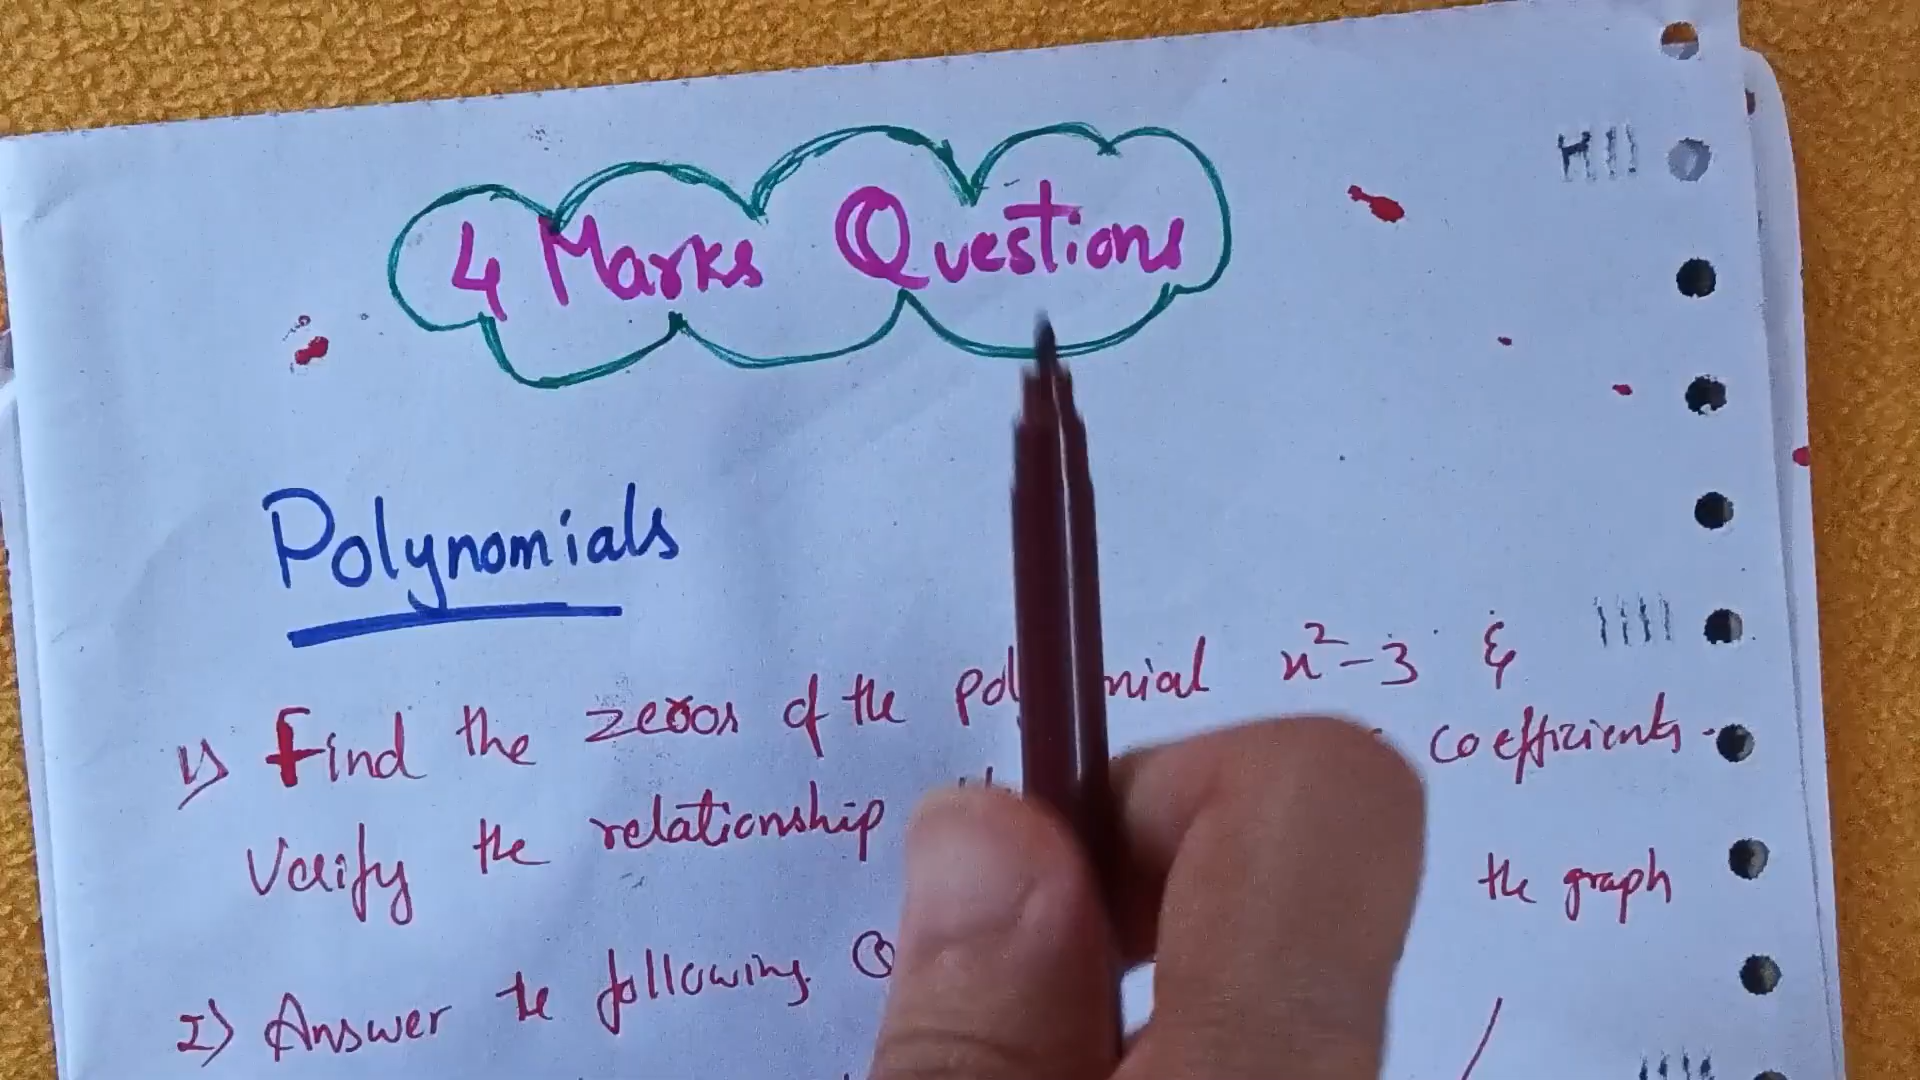 4 Marks Questions
Polynomials
1) Find the zeros of the nial x²-3 &
Verify the relationship coefficients.
2) Answer the following the graph